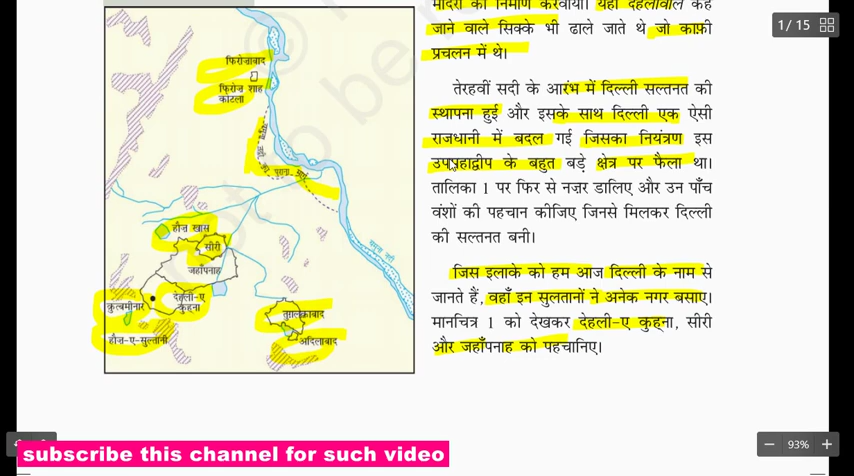 मंदिरों का निर्माण करवाया। यहाँ देहलीवाल कहे
जाने वाले सिक्के भी ढाले जाते थे जो काफ़ी
प्रचलन में थे।
तेरहवीं सदी के आरंभ में दिल्ली सल्तनत की
स्थापना हुई और इसके साथ दिल्ली एक ऐसी
राजधानी में बदल गई जिसका नियंत्रण इस
उपमहाद्वीप के बहुत बड़े क्षेत्र पर फैला था।
तालिका 1 पर फिर से नज़र डालिए और उन पाँच
वंशों की पहचान कीजिए जिनसे मिलकर दिल्ली
की सल्तनत बनी।
जिस इलाके को हम आज दिल्ली के नाम से
जानते हैं, वहाँ इन सुलतानों ने अनेक नगर बसाए।
मानचित्र 1 को देखकर देहली-ए कुह्ना, सीरी
और जहाँपनाह को पहचानिए।
फिरोज़ाबाद
फ़िरोज़ शाह
कोटला
यमुना नदी का पुराना मार्ग
यमुना नदी
हौज़ ख़ास
सीरी
जहाँपनाह
क़ुत्बमीनार
देहली-ए
कुहना
हौज़-ए-सुल्तानी
तुग़लक़ाबाद
अदिलाबाद
1 / 15
93%
subscribe this channel for such video